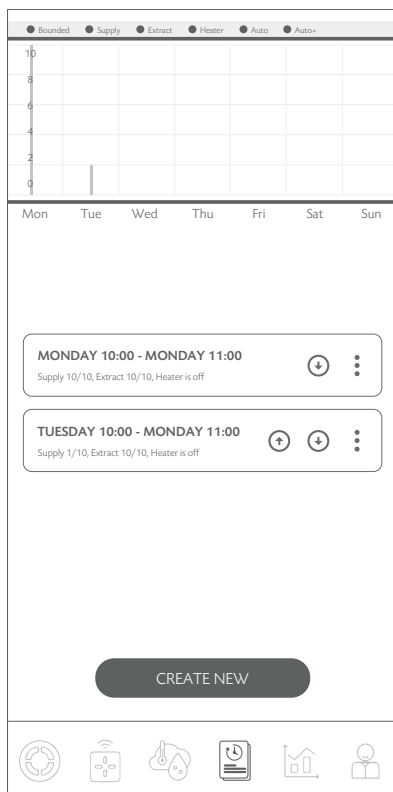 Bounded Supply Extract Heater Auto Auto+
10
8
6
4
2
0
Mon Tue Wed Thu Fri Sat Sun
MONDAY 10:00 - MONDAY 11:00
Supply 10/10, Extract 10/10, Heater is off
TUESDAY 10:00 - MONDAY 11:00
Supply 1/10, Extract 10/10, Heater is off
CREATE NEW